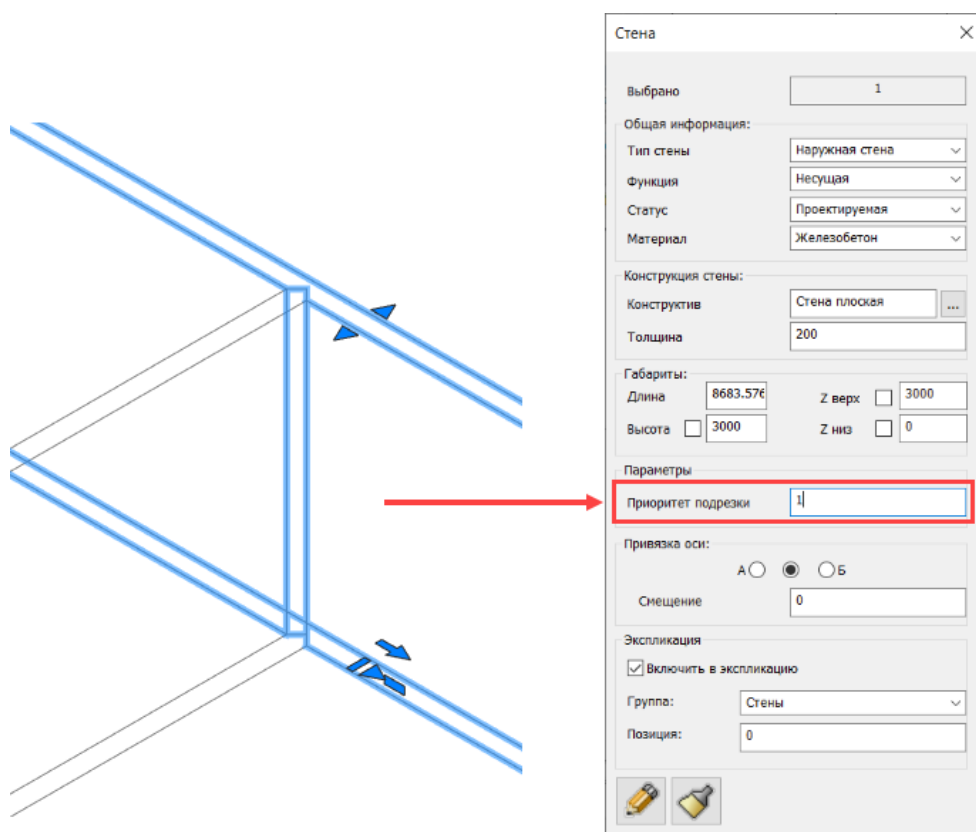 Стена
Выбрано 1
Общая информация:
Тип стены Наружная стена
Функция Несущая
Статус Проектируемая
Материал Железобетон
Конструкция стены:
Конструктив Стена плоская ...
Толщина 200
Габариты:
Длина 8683.576 Z верх 3000
Высота 3000 Z низ 0
Параметры
Приоритет подрезки 1
Привязка оси:
А Б
Смещение 0
Экспликация
Включить в экспликацию
Группа: Стены
Позиция: 0